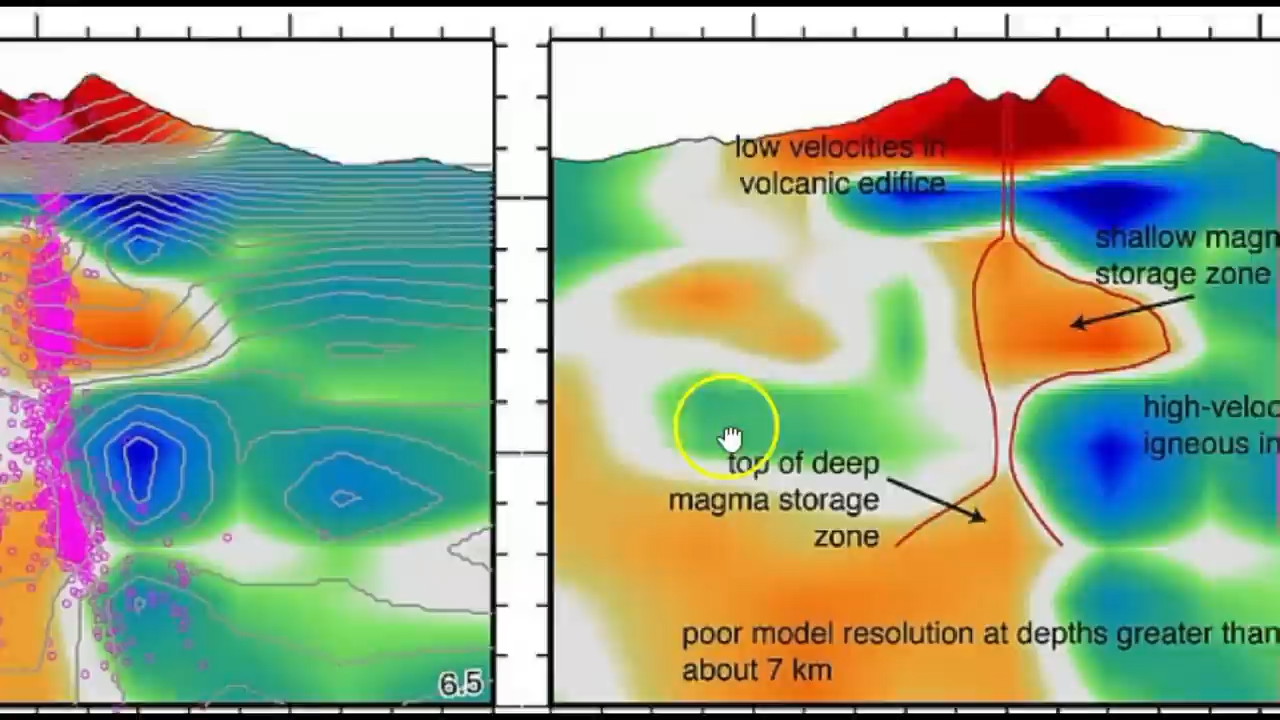 low velocities in
volcanic edifice
shallow magn
storage zone
high-veloc
igneous in
top of deep
magma storage
zone
poor model resolution at depths greater than
about 7 km
6.5